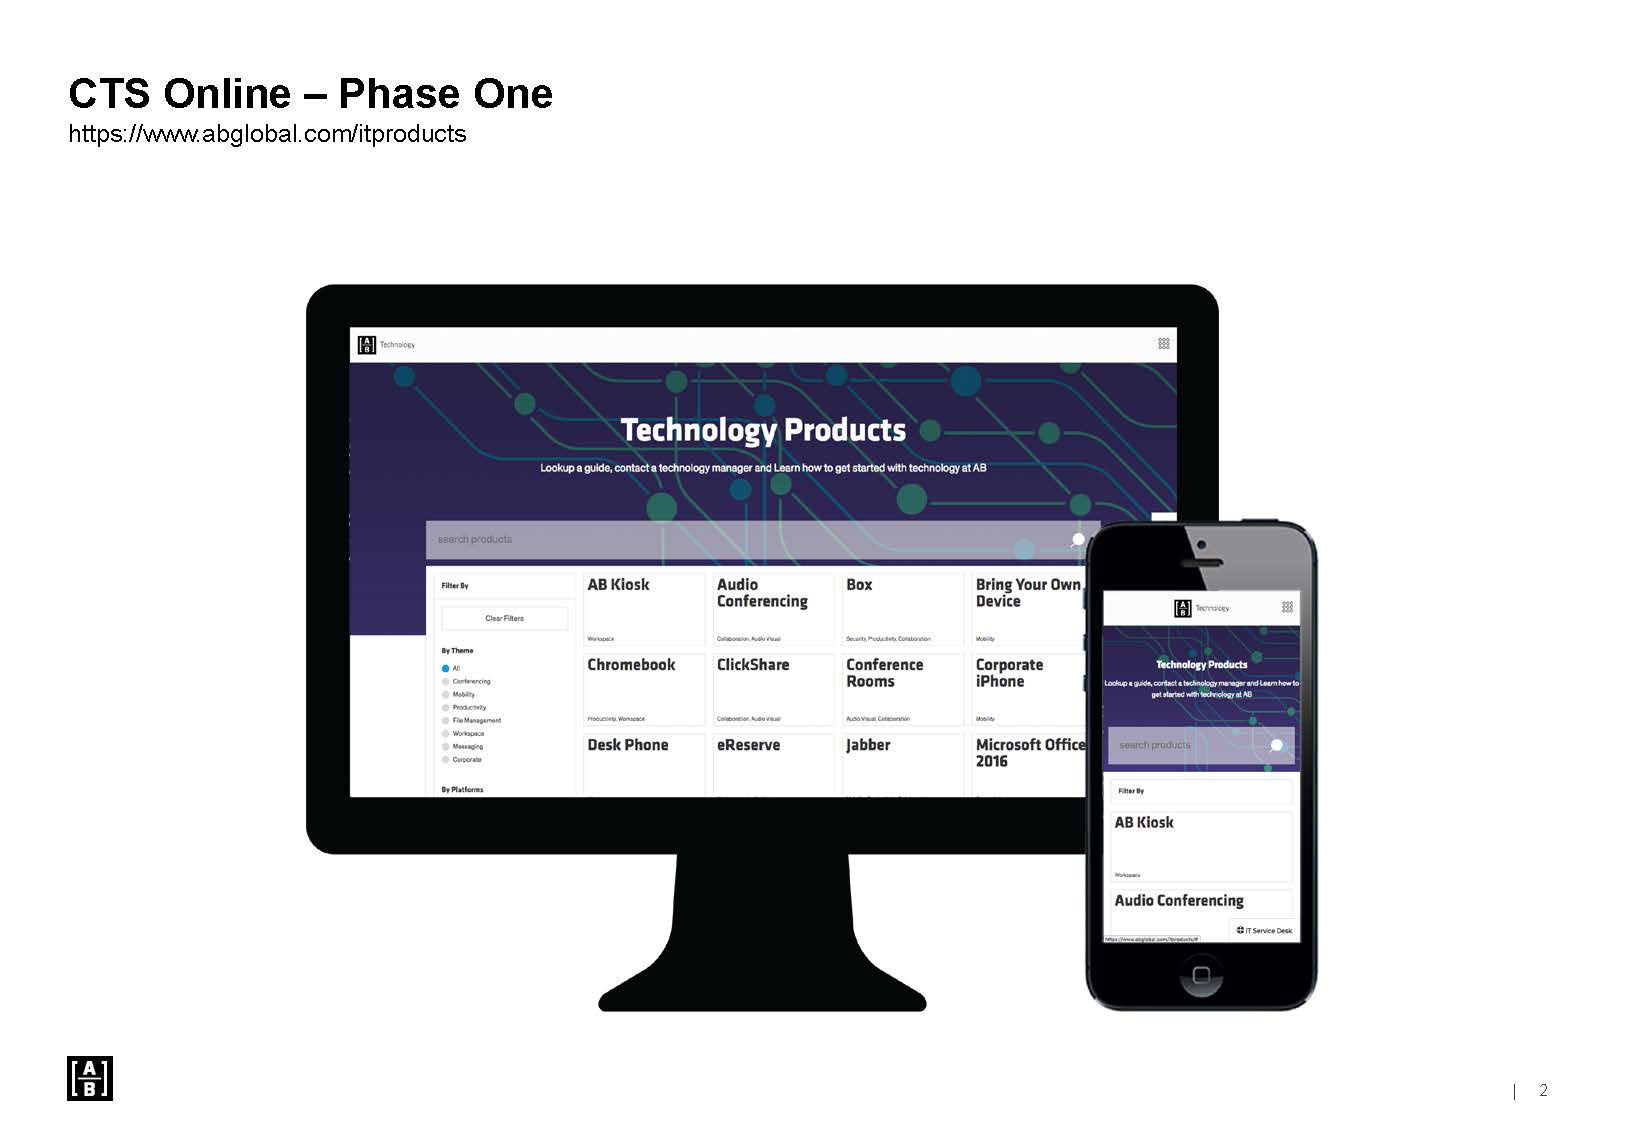 CTS Online – Phase One
https://www.abglobal.com/itproducts
[A B] Technology
Technology Products
Lookup a guide, contact a technology manager and Learn how to get started with technology at AB
search products
Filter By
Clear Filters
By Theme
All
Conferencing
Mobility
Productivity
File Management
Workspace
Messaging
Corporate
By Platforms
AB Kiosk
Workspace
Audio
Conferencing
Collaboration, Audio Visual
Box
Security, Productivity, Collaboration
Bring Your Own
Device
Mobility
Chromebook
Productivity, Workspace
ClickShare
Collaboration, Audio Visual
Conference
Rooms
Audio Visual, Collaboration
Corporate
iPhone
Mobility
Desk Phone
eReserve
Jabber
Microsoft Office
2016
[A B] Technology
Technology Products
Lookup a guide, contact a technology manager and Learn how to
get started with technology at AB
search products
Filter By
AB Kiosk
Workspace
Audio Conferencing
IT Service Desk
https://www.abglobal.com/itproducts/#
[A B]
| 2